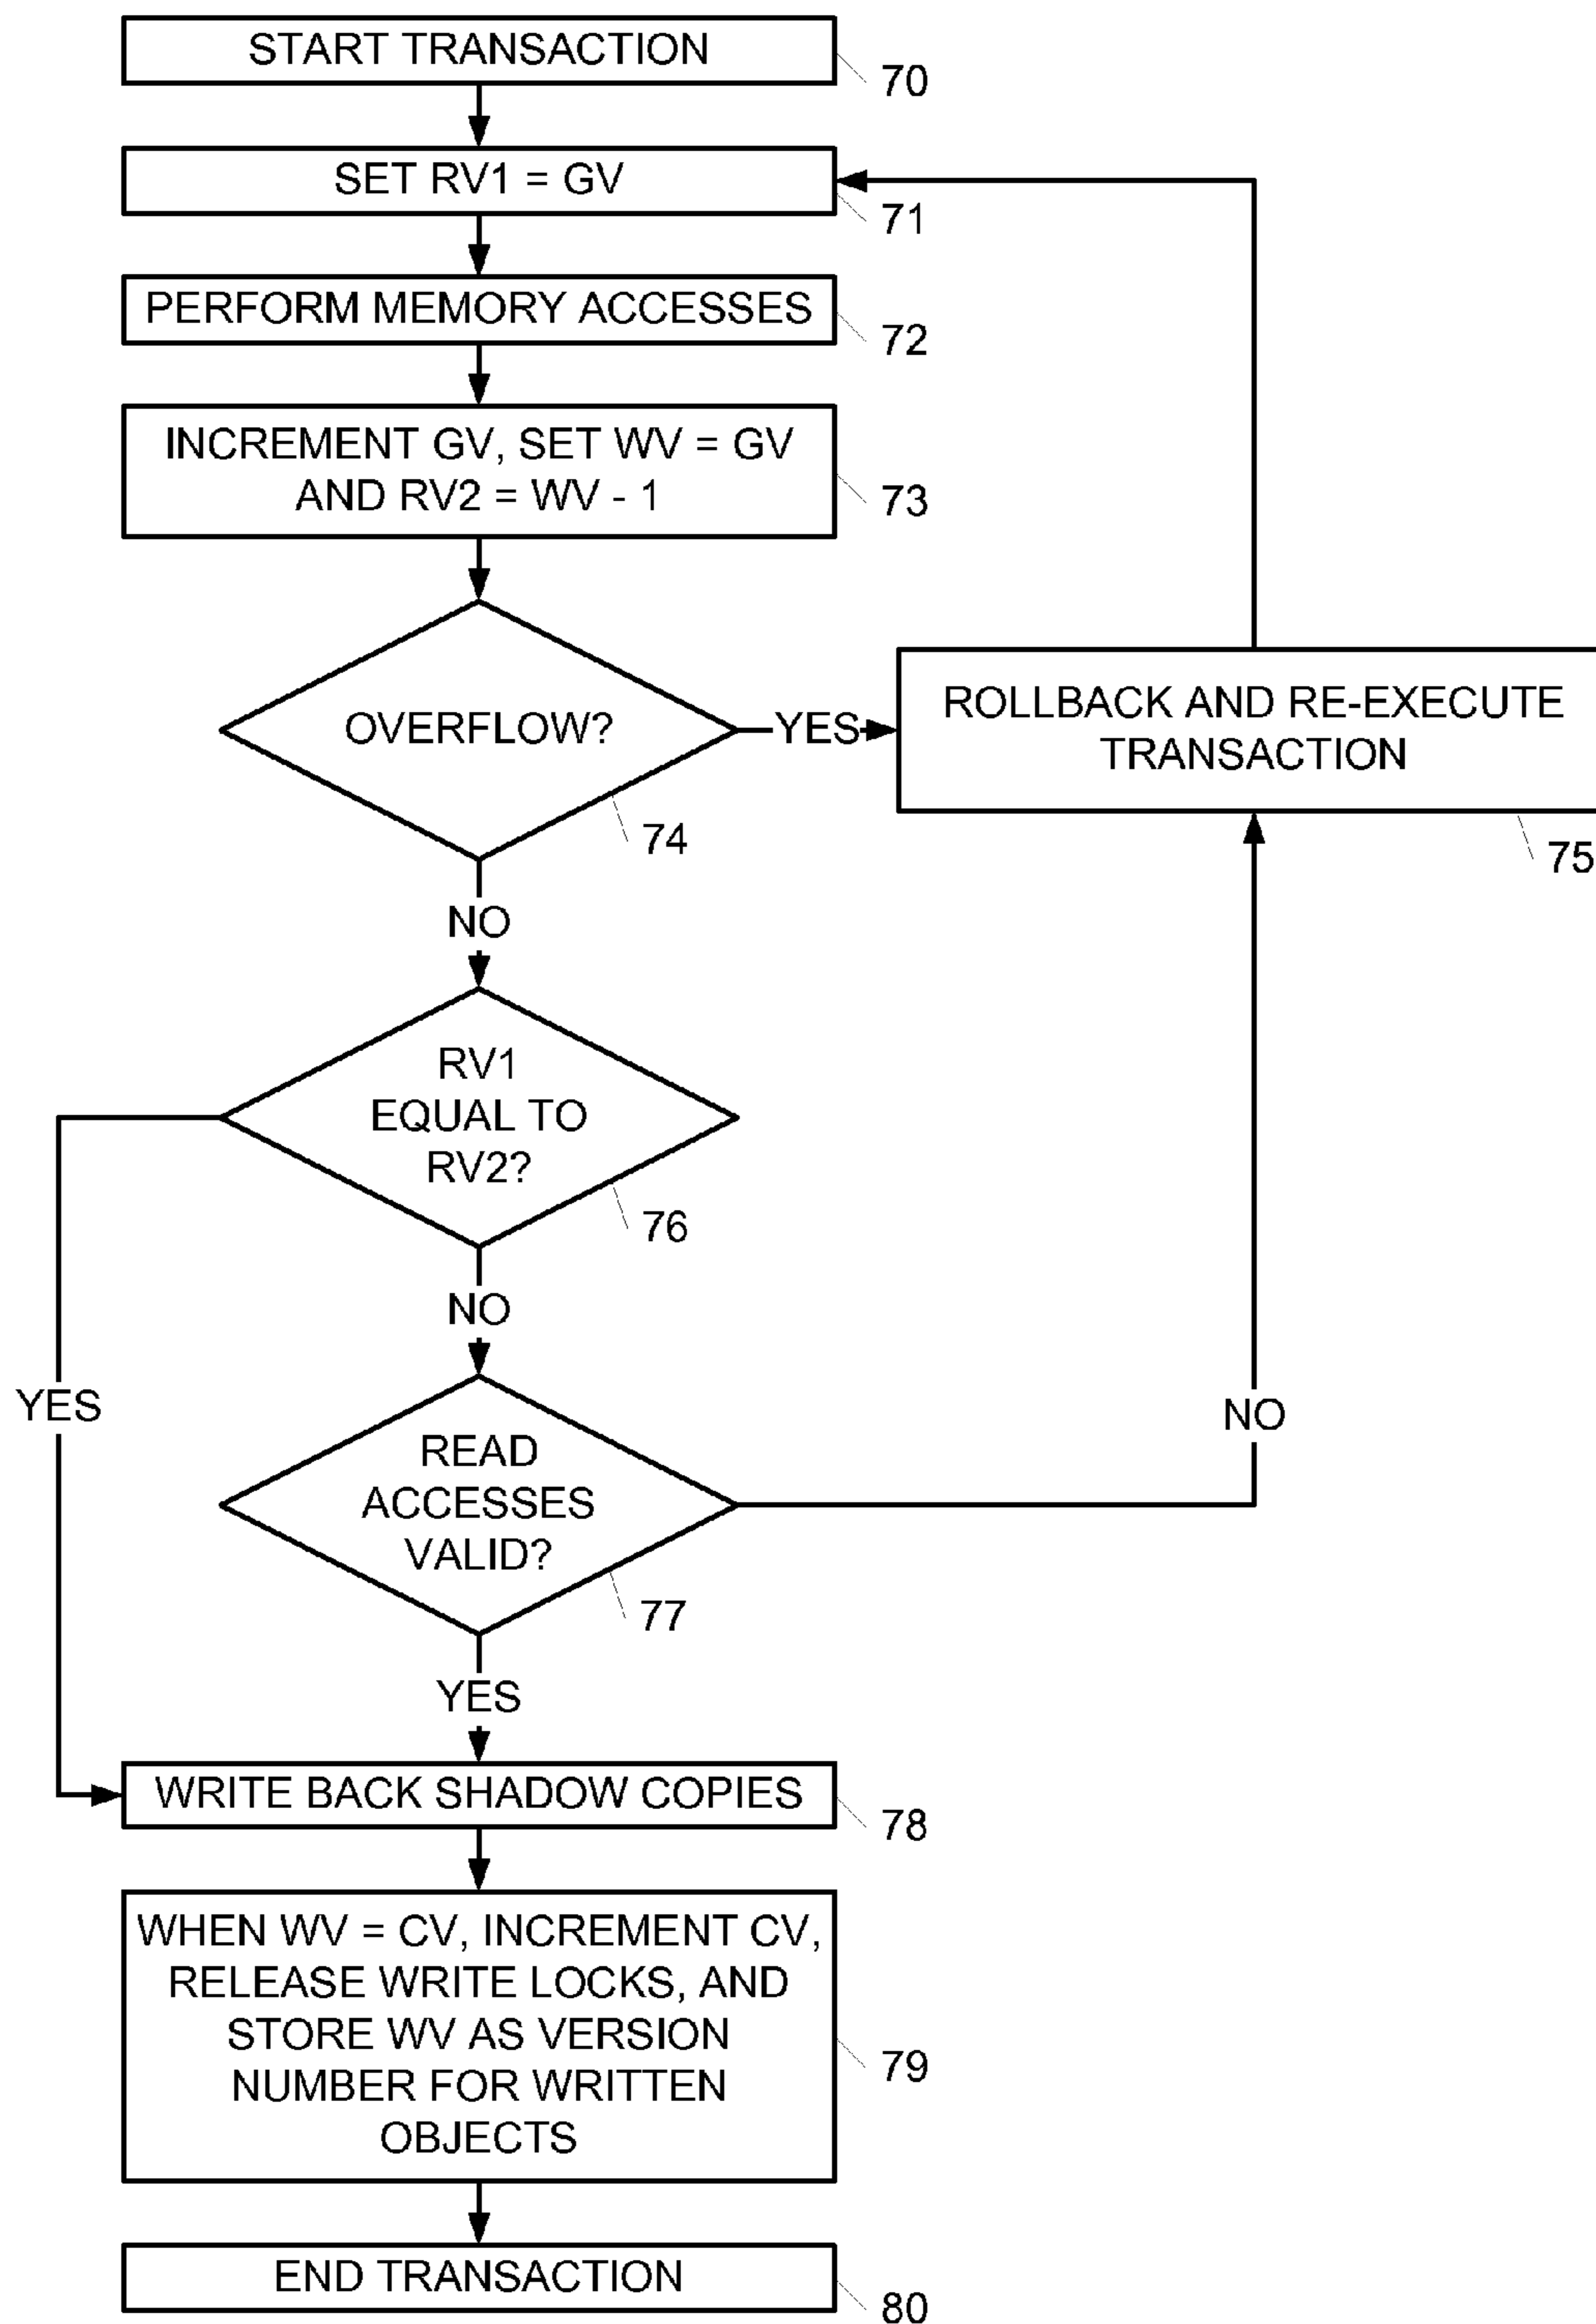 START TRANSACTION
70
SET RV1 = GV
71
PERFORM MEMORY ACCESSES
72
INCREMENT GV, SET WV = GV
AND RV2 = WV - 1
73
OVERFLOW?
YES
74
ROLLBACK AND RE-EXECUTE
TRANSACTION
75
NO
RV1
EQUAL TO
RV2?
76
NO
YES
READ
ACCESSES
VALID?
77
NO
YES
WRITE BACK SHADOW COPIES
78
WHEN WV = CV, INCREMENT CV,
RELEASE WRITE LOCKS, AND
STORE WV AS VERSION
NUMBER FOR WRITTEN
OBJECTS
79
END TRANSACTION
80